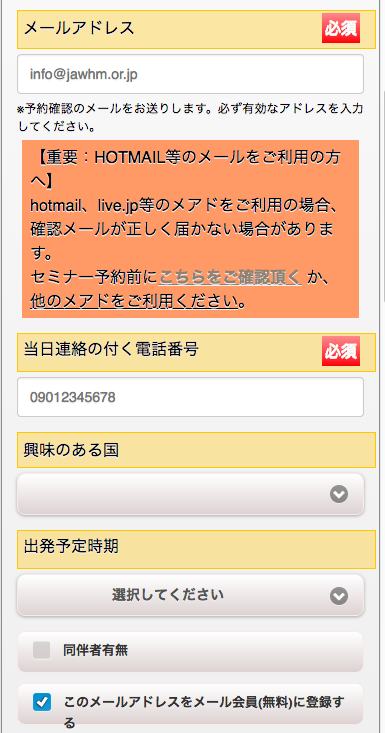 メールアドレス 必須
info@jawhm.or.jp
※予約確認のメールをお送りします。必ず有効なアドレスを入力
してください。
【重要：HOTMAIL等のメールをご利用の方
へ】
hotmail、live.jp等のメアドをご利用の場合、
確認メールが正しく届かない場合がありま
す。
セミナー予約前にこちらをご確認頂く か、
他のメアドをご利用ください。
当日連絡の付く電話番号 必須
09012345678
興味のある国
出発予定時期
選択してください
同伴者有無
このメールアドレスをメール会員(無料)に登録す
る